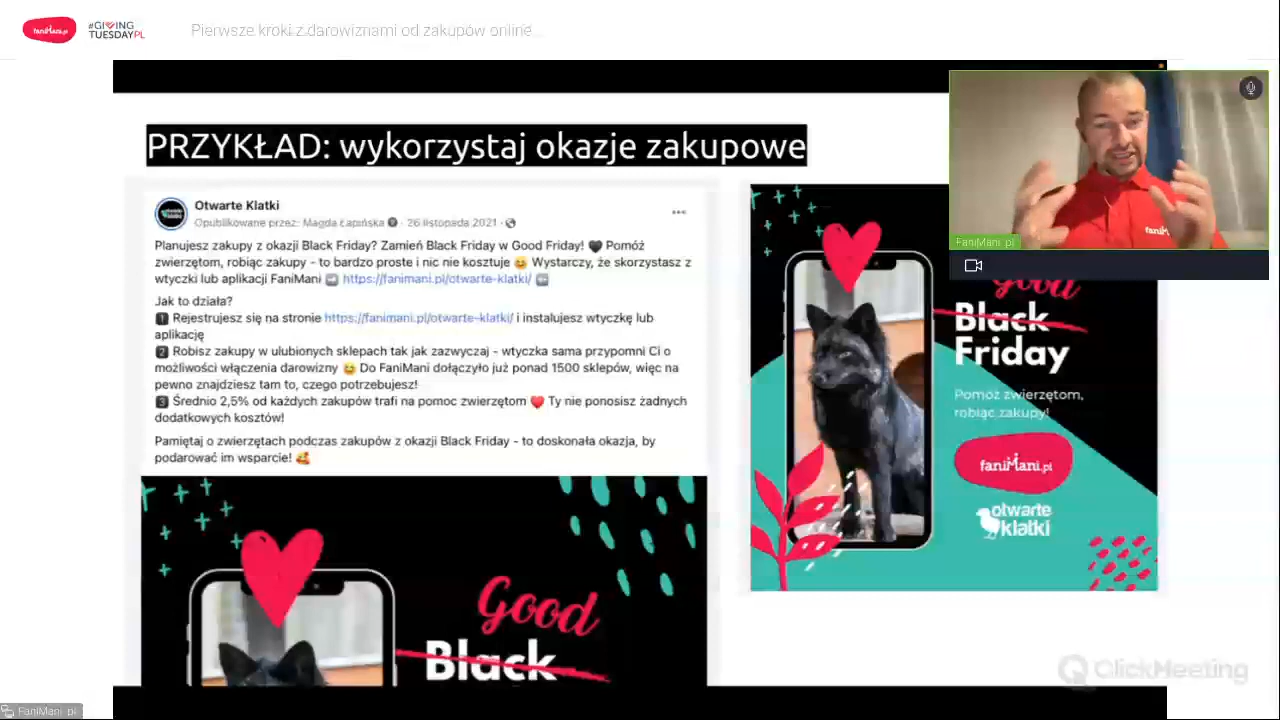 faniMani.pl
#GIVING
TUESDAYPL
Pierwsze kroki z darowiznami od zakupów online...
PRZYKŁAD: wykorzystaj okazje zakupowe
Otwarte Klatki
Opublikowane przez: Magda Łapińska · 26 listopada 2021 ·
Planujesz zakupy z okazji Black Friday? Zamień Black Friday w Good Friday! 🖤 Pomóż
zwierzętom, robiąc zakupy - to bardzo proste i nic nie kosztuje 😊 Wystarczy, że skorzystasz z
wtyczki lub aplikacji FaniMani ➡️ https://fanimani.pl/otwarte-klatki/ ⬅️
Jak to działa?
1️⃣ Rejestrujesz się na stronie https://fanimani.pl/otwarte-klatki/ i instalujesz wtyczkę lub
aplikację
2️⃣ Robisz zakupy w ulubionych sklepach tak jak zazwyczaj - wtyczka sama przypomni Ci o
możliwości włączenia darowizny 😆 Do FaniMani dołączyło już ponad 1500 sklepów, więc na
pewno znajdziesz tam to, czego potrzebujesz!
3️⃣ Średnio 2,5% od każdych zakupów trafi na pomoc zwierzętom ❤️ Ty nie ponosisz żadnych
dodatkowych kosztów!
Pamiętaj o zwierzętach podczas zakupów z okazji Black Friday - to doskonała okazja, by
podarować im wsparcie! 🥰
Good
Black
otwarte
klatki
FaniMani .pl
Good
Black
Friday
Pomóż zwierzętom,
robiąc zakupy!
faniMani.pl
otwarte
klatki
ClickMeeting
FaniMani .pl